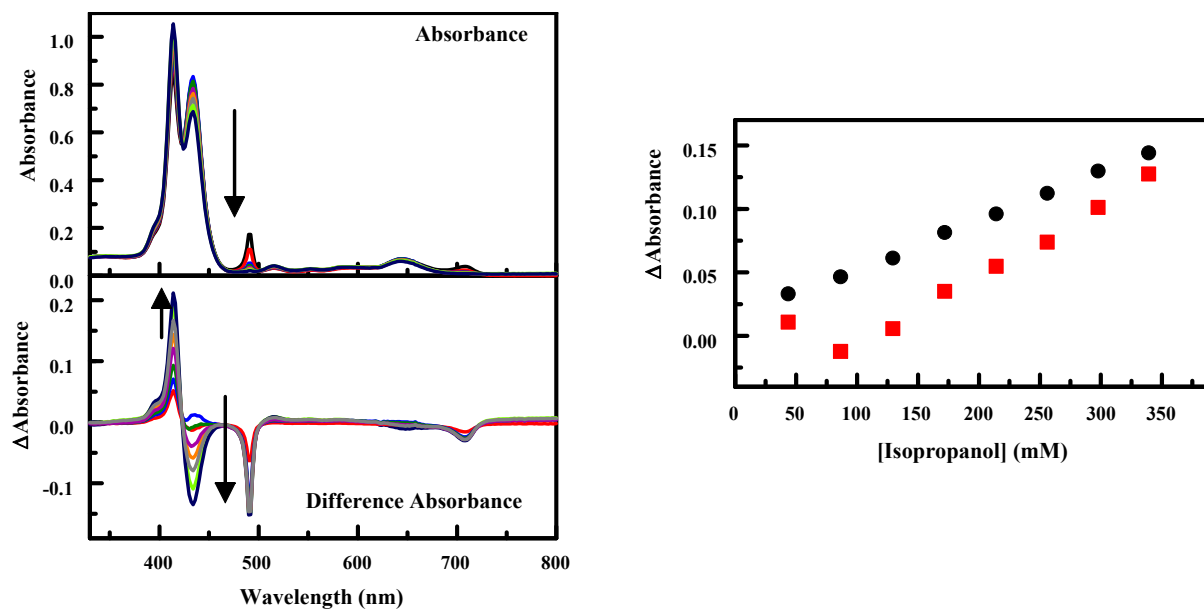 Absorbance
Absorbance
1.0
0.8
0.6
0.4
0.2
0.0
ΔAbsorbance
0.2
0.1
0.0
-0.1
Difference Absorbance
400 500 600 700 800
Wavelength (nm)
ΔAbsorbance
0.15
0.10
0.05
0.00
0 50 100 150 200 250 300 350
[Isopropanol] (mM)